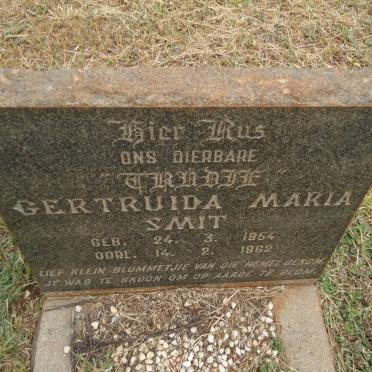 Hier Rus
ONS DIERBARE
"TRUDIE"
GERTRUIDA MARIA
SMIT
GEB. 24. 3. 1954
OORL. 14. 2. 1962
LIEF KLEIN BLOMMETJIE VAN DIE HEMEL GEKOM.
JY WAS TE SKOON OM OP AARDE TE BLOM.